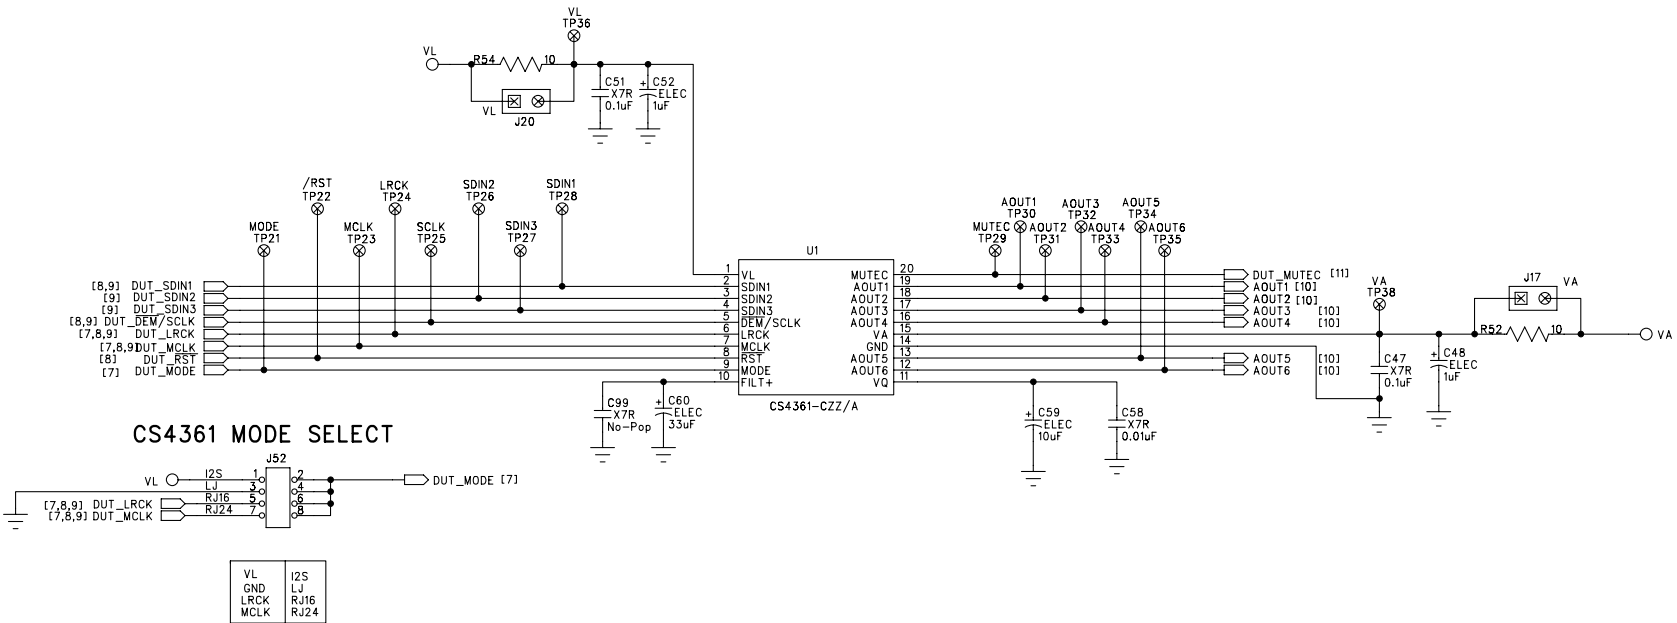 VL
TP36
VL
R54 10
C51
X7R
0.1uF
+ C52
ELEC
1uF
VL
J20
/RST
TP22
LRCK
TP24
SDIN2
TP26
SDIN1
TP28
MODE
TP21
MCLK
TP23
SCLK
TP25
SDIN3
TP27
AOUT1
TP30
AOUT3
TP32
AOUT5
TP34
MUTEC
TP29
AOUT2
TP31
AOUT4
TP33
AOUT6
TP35
U1
[8,9] DUT_SDIN1
[9] DUT_SDIN2
[9] DUT_SDIN3
[8,9] DUT_DEM/SCLK
[7,8,9] DUT_LRCK
[7,8,9] DUT_MCLK
[8] DUT_RST
[7] DUT_MODE
1 VL
2 SDIN1
3 SDIN2
4 SDIN3
5 DEM/SCLK
6 LRCK
7 MCLK
8 RST
9 MODE
10 FILT+
MUTEC 20
AOUT1 19
AOUT2 18
AOUT3 17
AOUT4 16
VA 15
GND 14
AOUT5 13
AOUT6 12
VQ 11
CS4361-CZZ/A
DUT_MUTEC [11]
AOUT1 [10]
AOUT2 [10]
AOUT3 [10]
AOUT4 [10]
AOUT5 [10]
AOUT6 [10]
VA
TP38
J17
VA
R52 10
VA
C47
X7R
0.1uF
+ C48
ELEC
1uF
C99
X7R
No-Pop
+ C60
ELEC
33uF
+ C59
ELEC
10uF
C58
X7R
0.01uF
CS4361 MODE SELECT
J52
VL I2S 1 2
LJ 3 4
[7,8,9] DUT_LRCK RJ16 5 6
[7,8,9] DUT_MCLK RJ24 7 8
DUT_MODE [7]
VL I2S
GND LJ
LRCK RJ16
MCLK RJ24